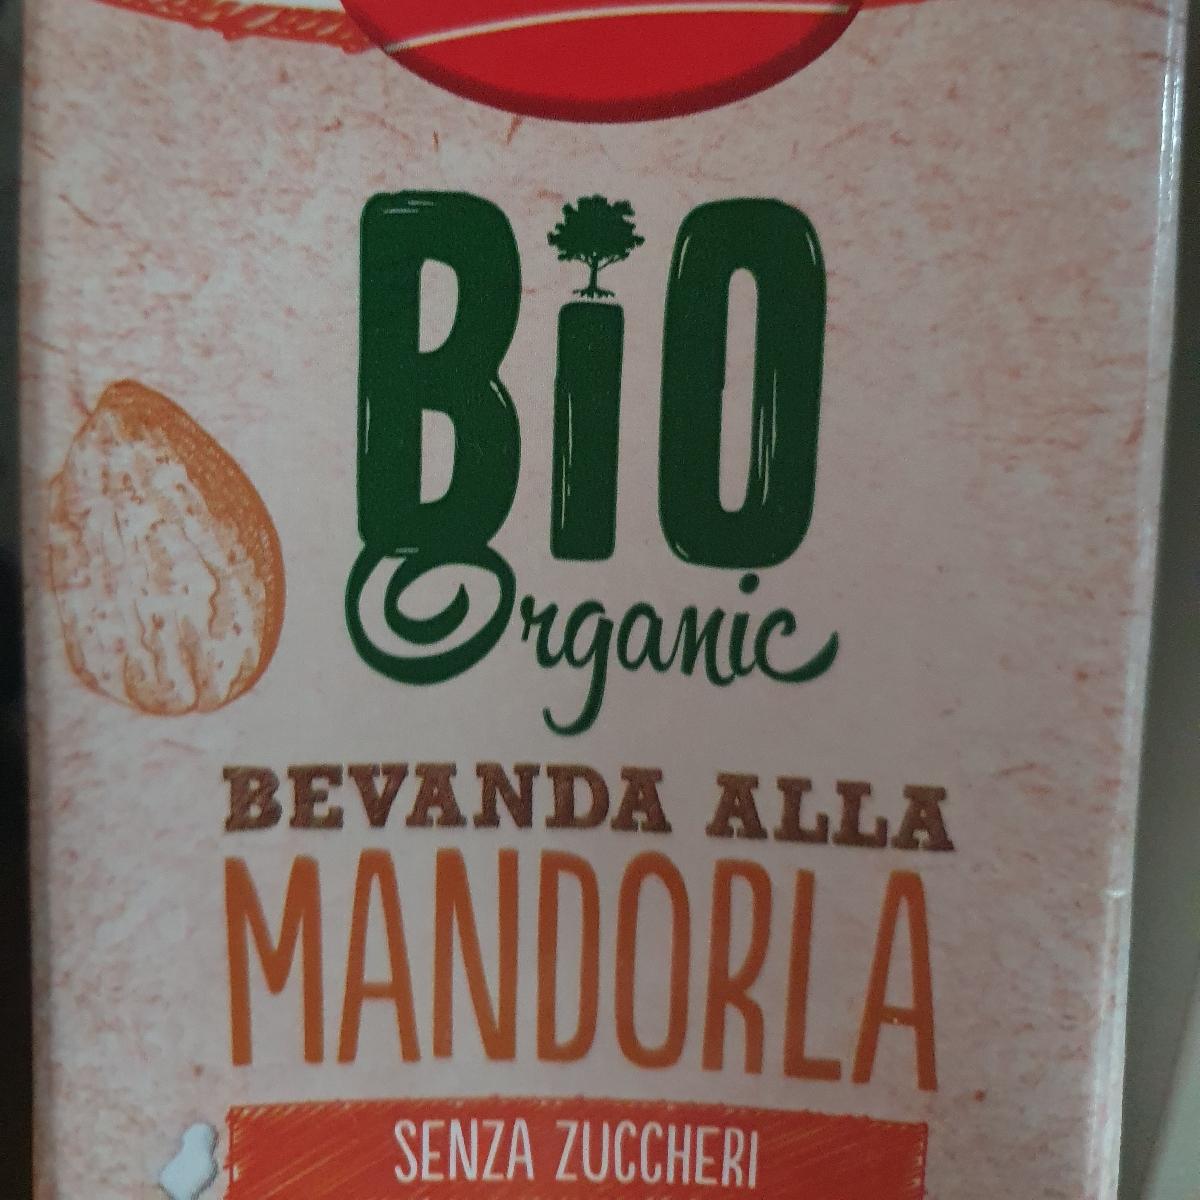 BiO
Organic
BEVANDA ALLA
MANDORLA
SENZA ZUCCHERI